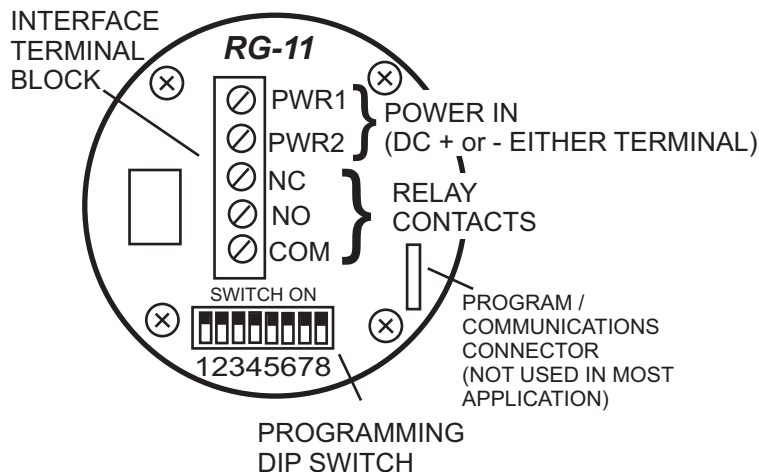 INTERFACE
TERMINAL
BLOCK
RG-11
PWR1
PWR2
NC
NO
COM
POWER IN
(DC + or - EITHER TERMINAL)
RELAY
CONTACTS
SWITCH ON
12345678
PROGRAM /
COMMUNICATIONS
CONNECTOR
(NOT USED IN MOST
APPLICATION)
PROGRAMMING
DIP SWITCH